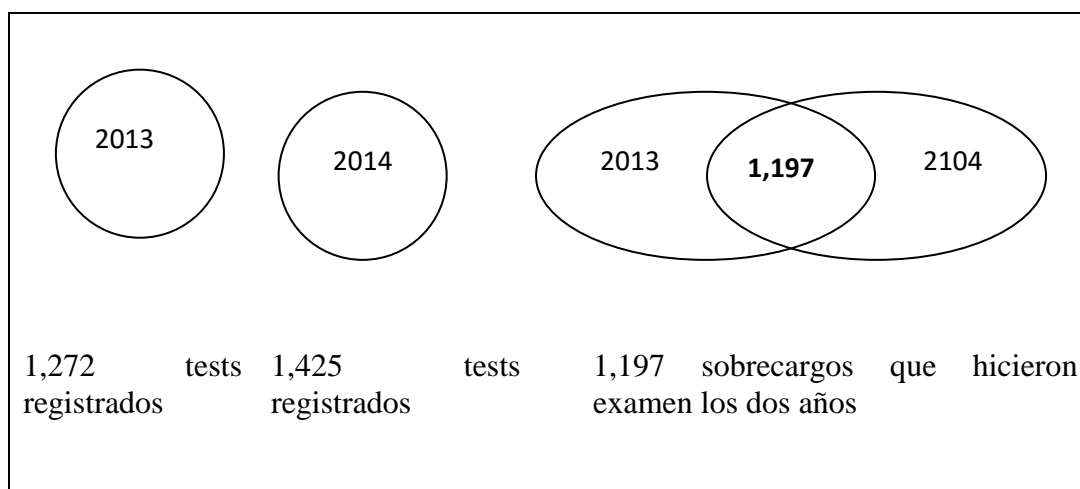 2013
2014
2013
1,197
2104
1,272 tests
registrados
1,425 tests
registrados
1,197 sobrecargos que hicieron
examen los dos años